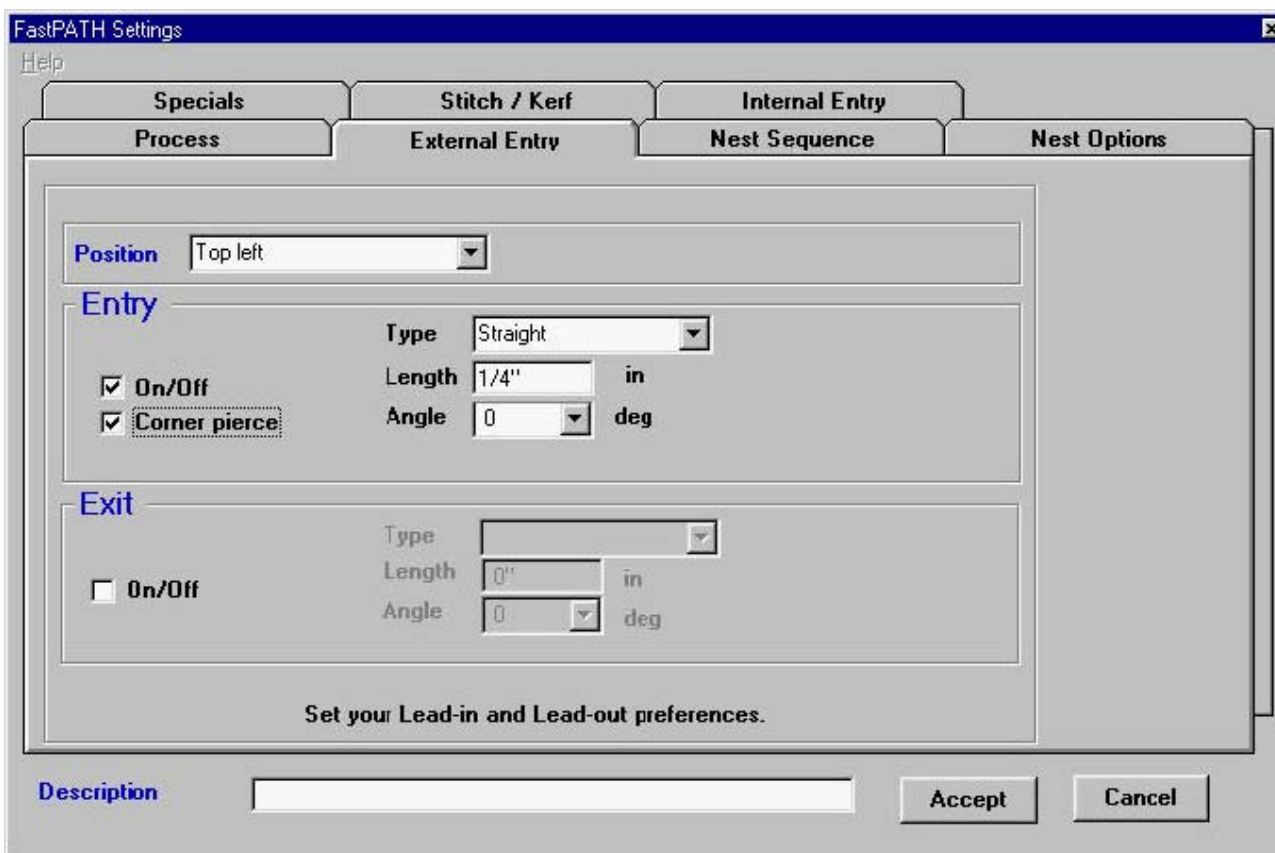 FastPATH Settings
Help
Specials Stitch / Kerf Internal Entry
Process External Entry Nest Sequence Nest Options
Position Top left
Entry
Type Straight
On/Off
Length 1/4" in
Corner pierce
Angle 0 deg
Exit
Type
Length 0" in
On/Off
Angle 0 deg
Set your Lead-in and Lead-out preferences.
Description Accept Cancel